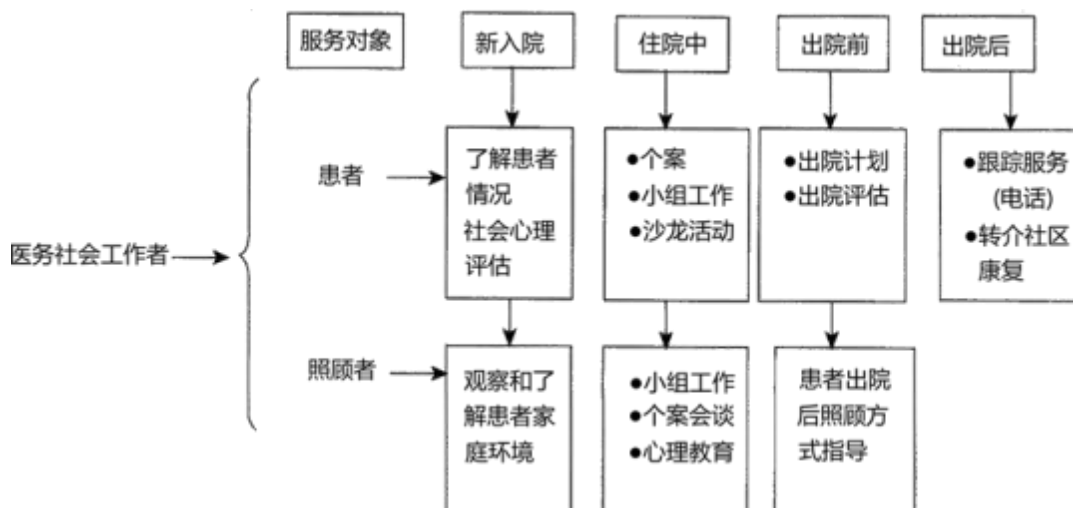 服务对象
新入院
住院中
出院前
出院后
医务社会工作者
患者
了解患者
情况
社会心理
评估
●个案
●小组工作
●沙龙活动
●出院计划
●出院评估
●跟踪服务
(电话)
●转介社区
康复
照顾者
观察和了
解患者家
庭环境
●小组工作
●个案会谈
●心理教育
患者出院
后照顾方
式指导